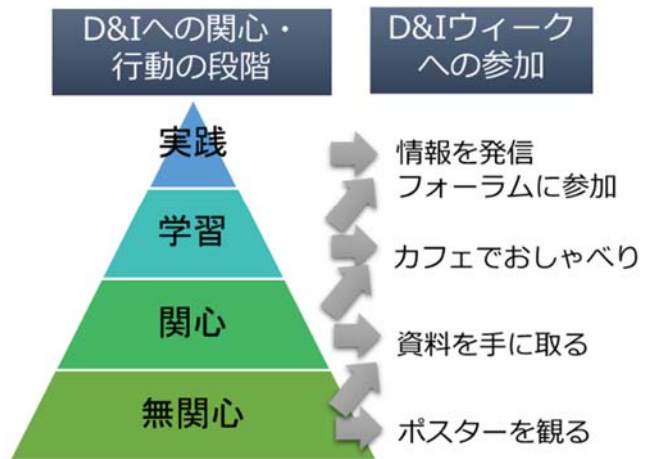 D&Iへの関心・
行動の段階
D&Iウィーク
への参加
実践
学習
関心
無関心
情報を発信
フォーラムに参加
カフェでおしゃべり
資料を手に取る
ポスターを観る